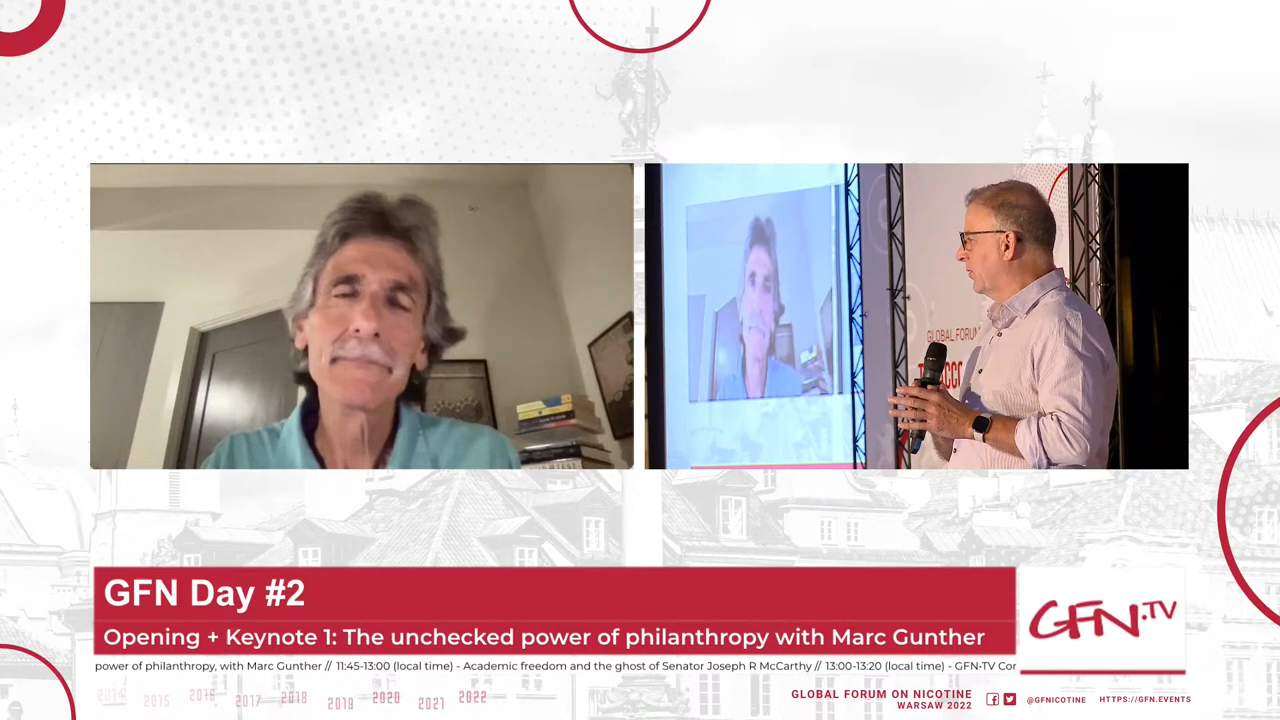 GLOBAL FORUM
GFN Day #2
Opening + Keynote 1: The unchecked power of philanthropy with Marc Gunther
GFN.TV
power of philanthropy, with Marc Gunther // 11:45-13:00 (local time) - Academic freedom and the ghost of Senator Joseph R McCarthy // 13:00-13:20 (local time) - GFN•TV Cor
2014 2015 2016 2017 2018 2019 2020 2021 2022
GLOBAL FORUM ON NICOTINE
WARSAW 2022
@GFNICOTINE
HTTPS://GFN.EVENTS